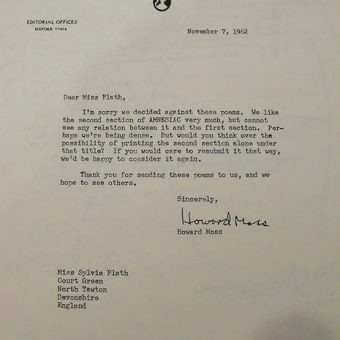 EDITORIAL OFFICES
OXFORD 5-1414
November 7, 1962
Dear Miss Plath,
I'm sorry we decided against these poems. We like
the second section of AMNESIAC very much, but cannot
see any relation between it and the first section. Per-
haps we're being dense. But would you think over the
possibility of printing the second section alone under
that title? If you would care to resubmit it that way,
we'd be happy to consider it again.
Thank you for sending these poems to us, and we
hope to see others.
Sincerely,
Howard Moss
Howard Moss
Miss Sylvia Plath
Court Green
North Tawton
Devonshire
England